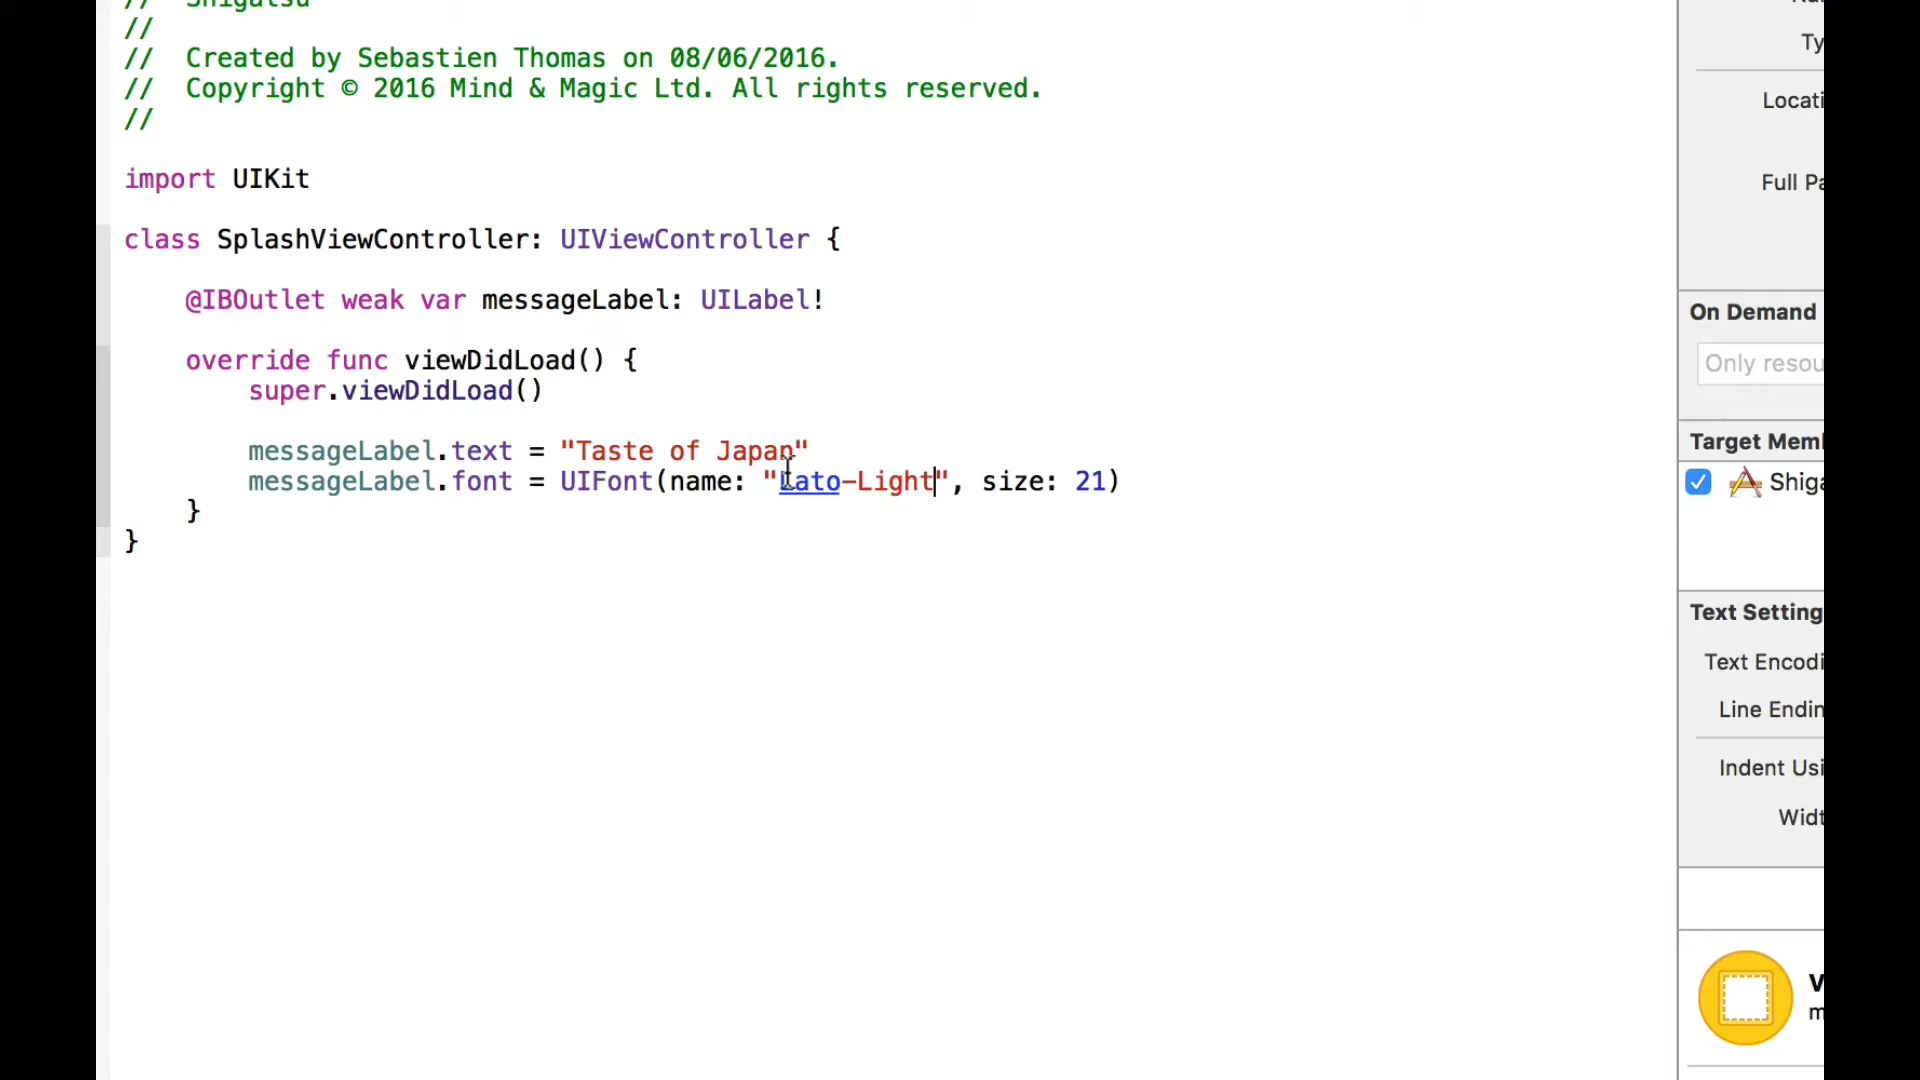 // Shigatsu
//
// Created by Sebastien Thomas on 08/06/2016.
// Copyright © 2016 Mind & Magic Ltd. All rights reserved.
//
import UIKit
class SplashViewController: UIViewController {
@IBOutlet weak var messageLabel: UILabel!
override func viewDidLoad() {
super.viewDidLoad()
messageLabel.text = "Taste of Japan"
messageLabel.font = UIFont(name: "Lato-Light", size: 21)
}
}
Ty
Locati
Full Pa
On Demand
Only resou
Target Mem
Shiga
Text Setting
Text Encodi
Line Endin
Indent Usi
Widt
V
m